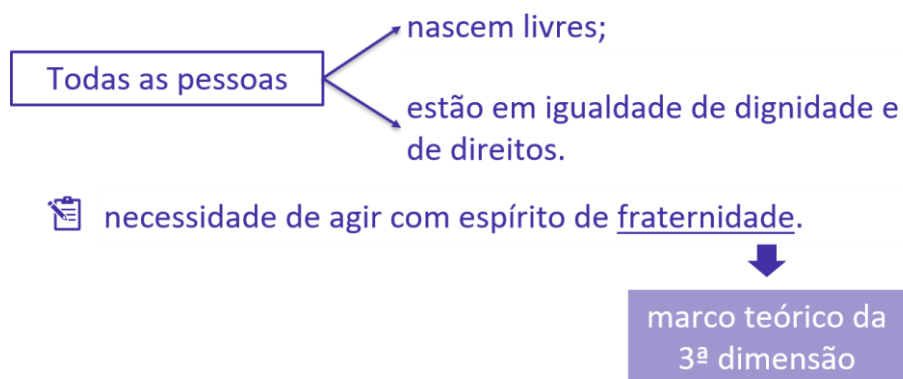 nascem livres;
Todas as pessoas
estão em igualdade de dignidade e
de direitos.
necessidade de agir com espírito de fraternidade.
marco teórico da
3ª dimensão